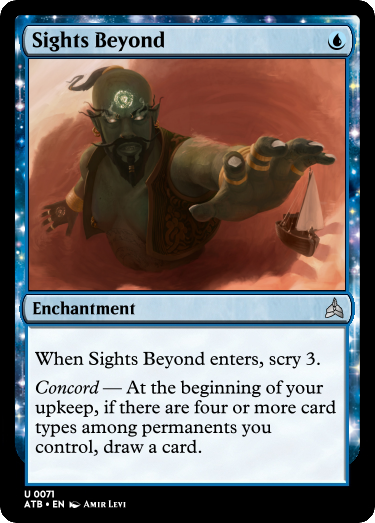 Sights Beyond
Enchantment
When Sights Beyond enters, scry 3.
Concord — At the beginning of your
upkeep, if there are four or more card
types among permanents you
control, draw a card.
U 0071
ATB • EN Amir Levi